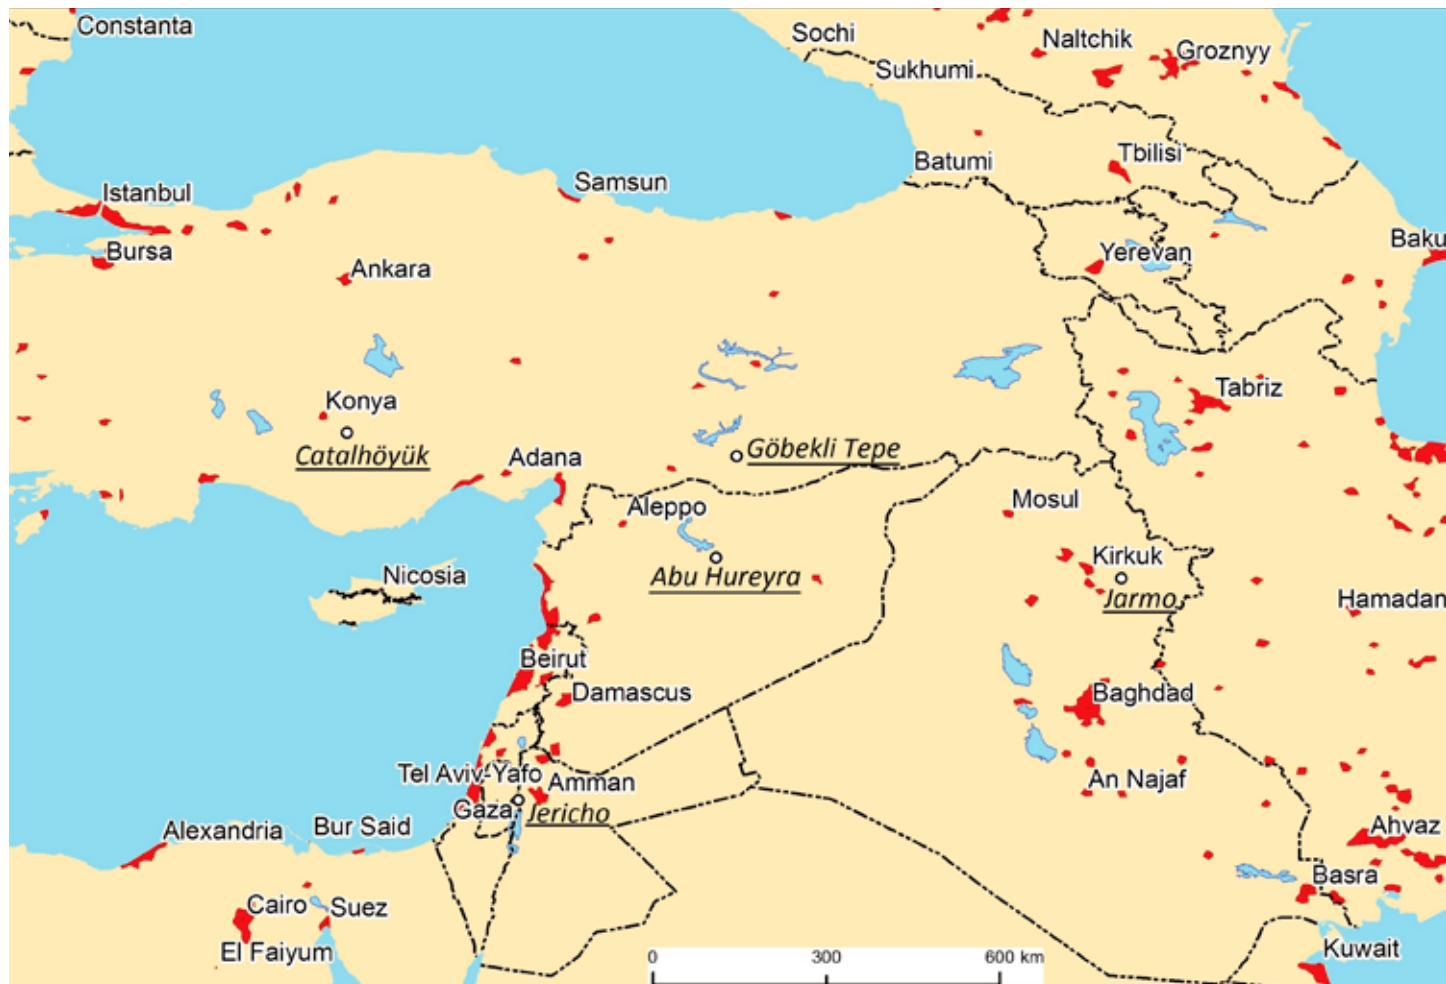 Constanta
Sochi
Naltchik
Groznyy
Sukhumi
Batumi
Tbilisi
Istanbul
Samsun
Bursa
Ankara
Yerevan
Baku
Konya
Catalhöyük
Adana
Göbekli Tepe
Tabriz
Aleppo
Mosul
Abu Hureyra
Kirkuk
Jarmo
Nicosia
Hamadan
Beirut
Damascus
Baghdad
Tel Aviv-Yafo
Amman
An Najaf
Gaza
Jericho
Alexandria
Bur Said
Ahvaz
Basra
Cairo
Suez
El Faiyum
Kuwait
0 300 600 km